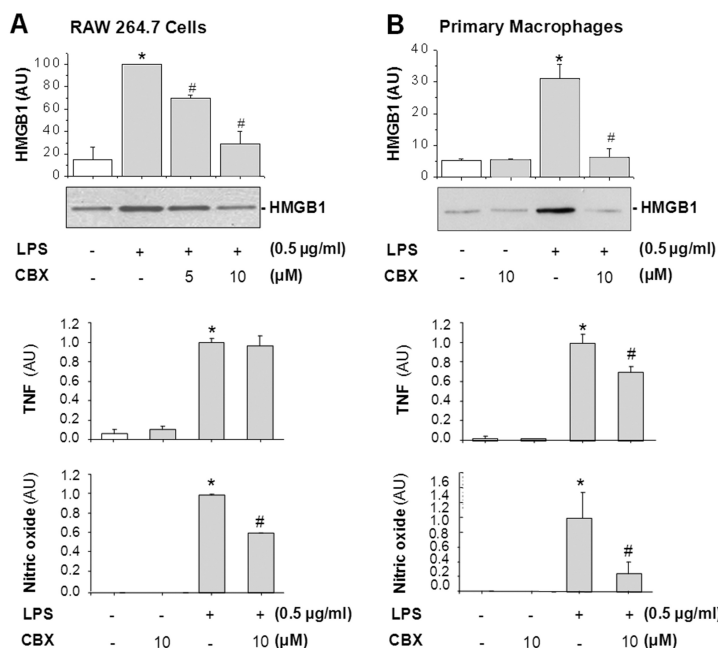 A RAW 264.7 Cells
HMGB1 (AU)
100
80
60
40
20
0
*
#
#
- HMGB1
LPS - + + + (0.5 µg/ml)
CBX - - 5 10 (µM)
TNF (AU)
1.2
1.0
0.8
0.6
0.4
0.2
0.0
*
Nitric oxide (AU)
1.2
1.0
0.8
0.6
0.4
0.2
0.0
*
#
LPS - - + + (0.5 µg/ml)
CBX - 10 - 10 (µM)
B Primary Macrophages
HMGB1 (AU)
50
40
30
20
10
0
*
#
- HMGB1
LPS - - + + (0.5 µg/ml)
CBX - 10 - 10 (µM)
TNF (AU)
1.2
1.0
0.8
0.6
0.4
0.2
0.0
*
#
Nitric oxide (AU)
1.6
1.2
1.0
0.8
0.6
0.4
0.2
0.0
*
#
LPS - - + + (0.5 µg/ml)
CBX - 10 - 10 (µM)